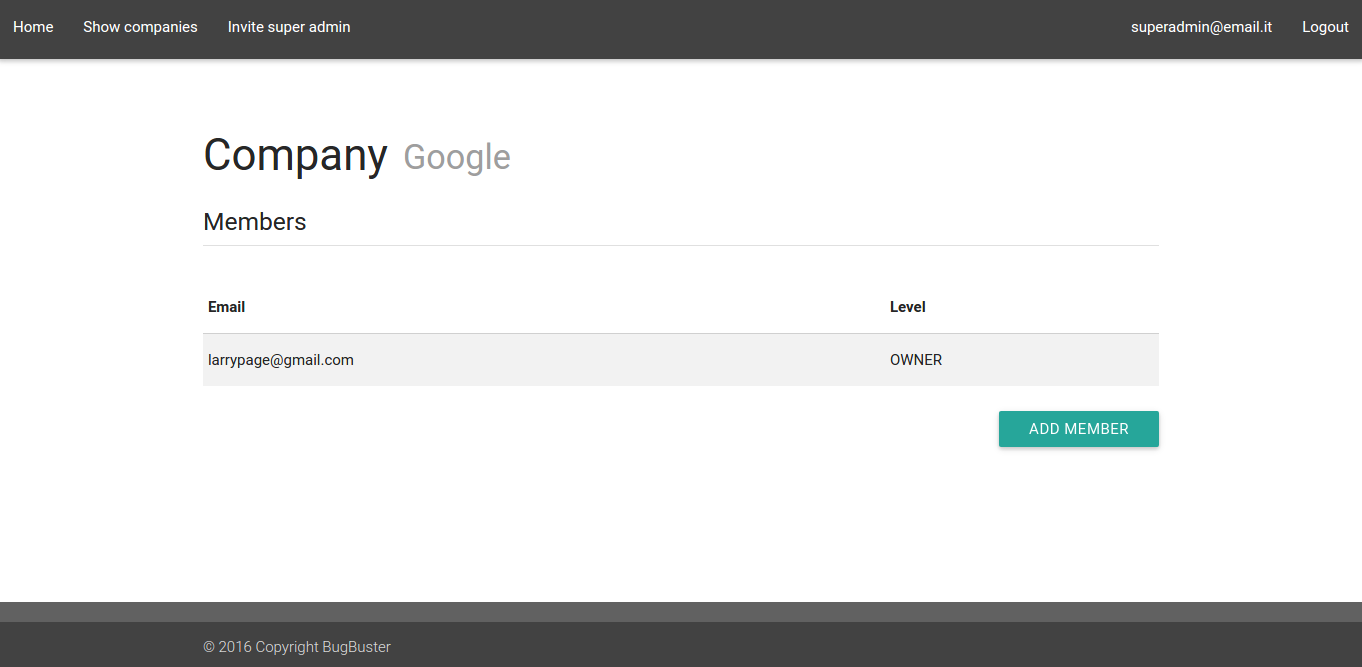 Home Show companies Invite super admin superadmin@email.it Logout
Company Google
Members
Email Level
larrypage@gmail.com OWNER
ADD MEMBER
© 2016 Copyright BugBuster